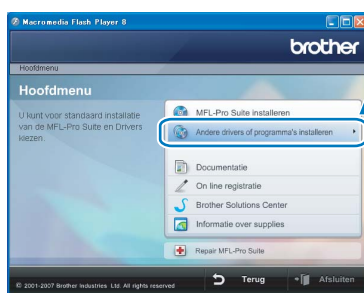 Macromedia Flash Player 8
brother
Hoofdmenu
Hoofdmenu
U kunt voor standaard installatie
van de MFL-Pro Suite en Drivers
kiezen.
MFL-Pro Suite installeren
Andere drivers of programma's installeren
Documentatie
On line registratie
Brother Solutions Center
Informatie over supplies
Repair MFL-Pro Suite
© 2001-2007 Brother Industries Ltd. All rights reserved
Terug
Afsluiten